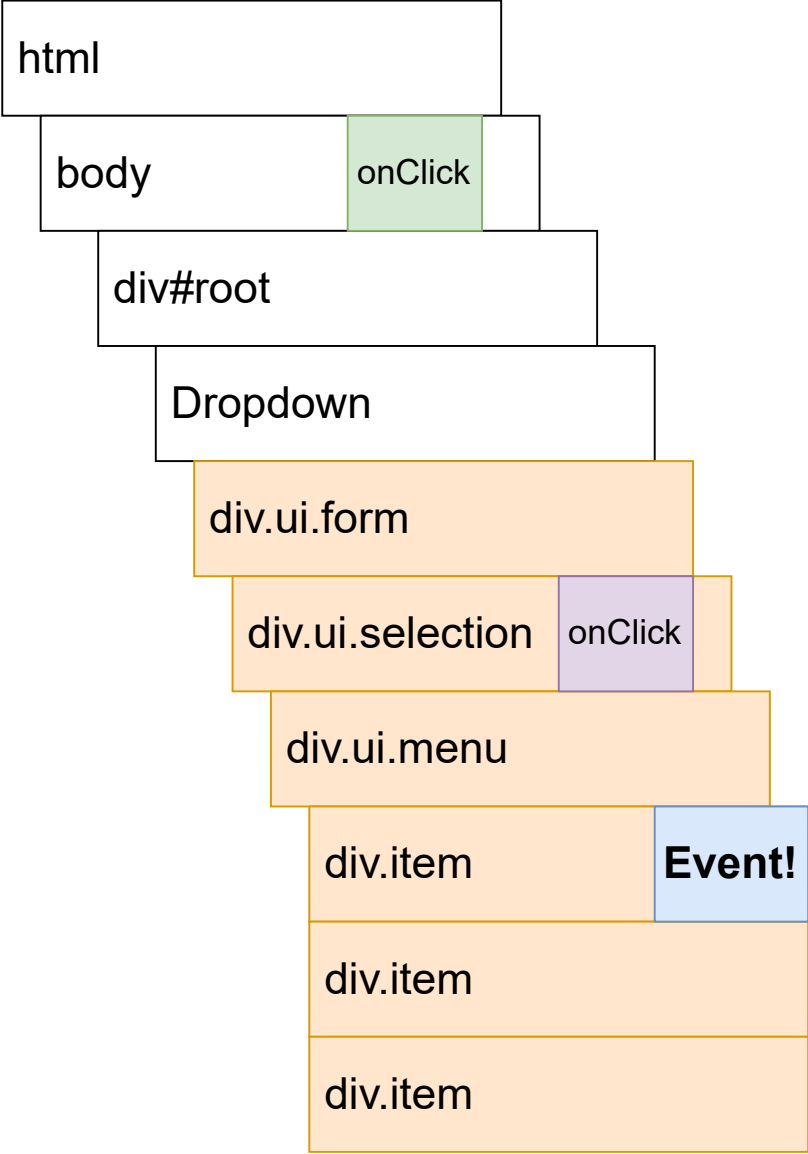 html
body
onClick
div#root
Dropdown
div.ui.form
div.ui.selection
onClick
div.ui.menu
div.item
Event!
div.item
div.item